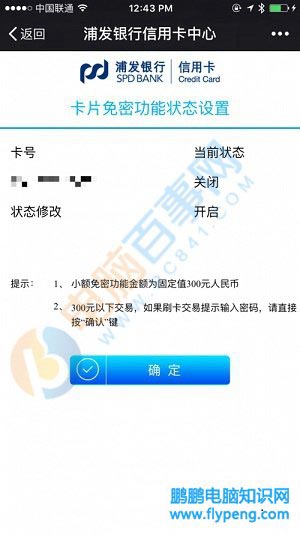 中国联通 12:43 PM
返回 浦发银行信用卡中心
浦发银行 信用卡
SPD BANK Credit Card
卡片免密功能状态设置
卡号 当前状态
关闭
状态修改 开启
提示： 1、 小额免密功能金额为固定值300元人民币
2、 300元以下交易，如果刷卡交易提示输入密码，请直接
按“确认”键
确 定
电脑百事网
PC841.COM
鹏鹏电脑知识网
www.flypeng.com